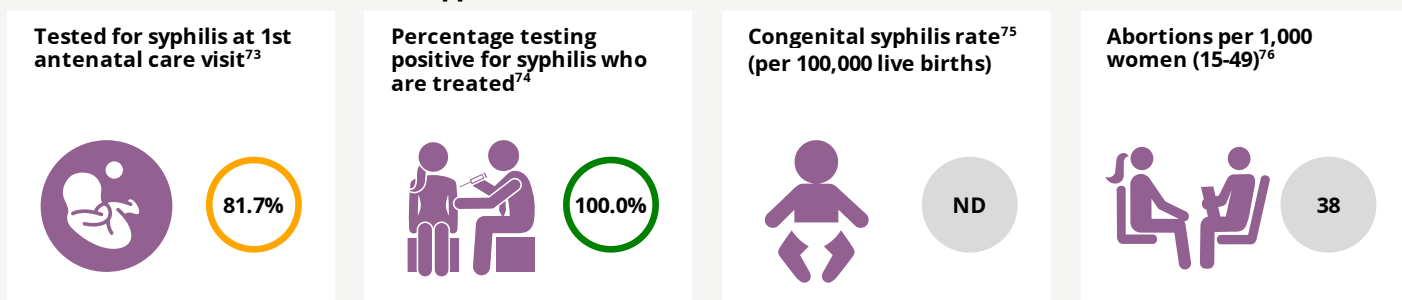 Tested for syphilis at 1st
antenatal care visit73
81.7%
Percentage testing
positive for syphilis who
are treated74
100.0%
Congenital syphilis rate75
(per 100,000 live births)
ND
Abortions per 1,000
women (15-49)76
38